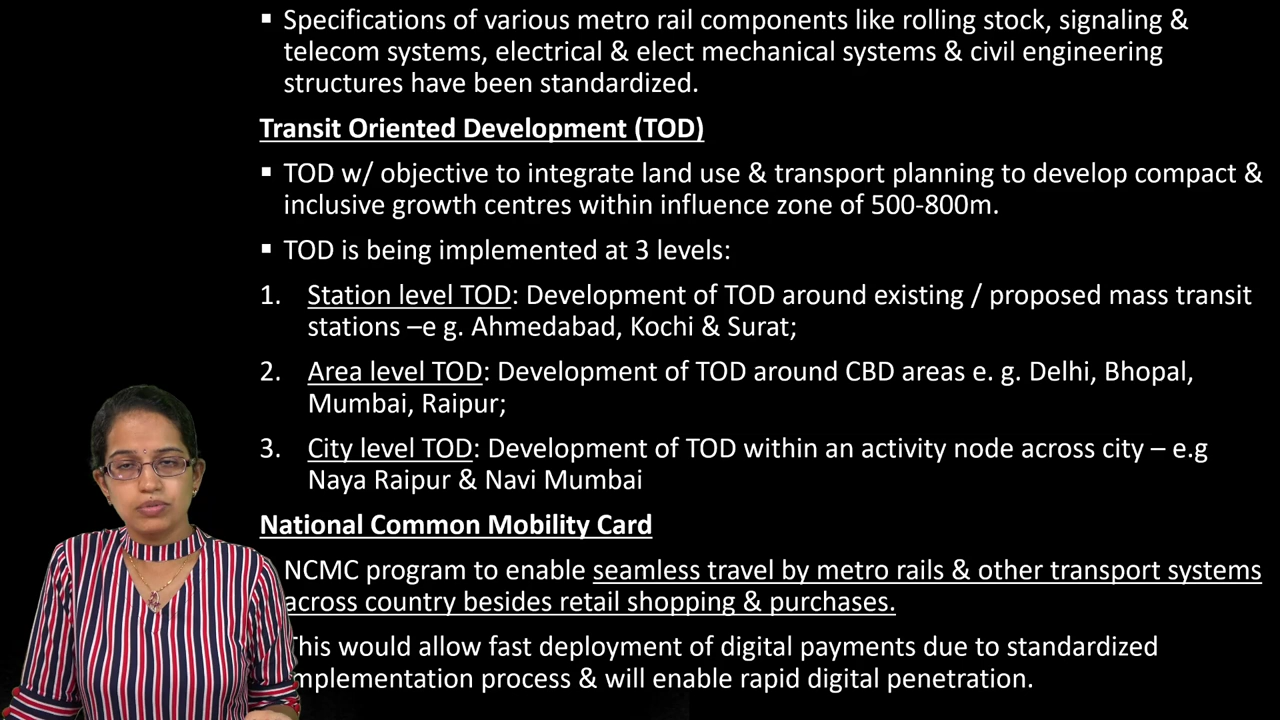 ▪ Specifications of various metro rail components like rolling stock, signaling &
telecom systems, electrical & elect mechanical systems & civil engineering
structures have been standardized.
Transit Oriented Development (TOD)
▪ TOD w/ objective to integrate land use & transport planning to develop compact &
inclusive growth centres within influence zone of 500-800m.
▪ TOD is being implemented at 3 levels:
1. Station level TOD: Development of TOD around existing / proposed mass transit
stations –e g. Ahmedabad, Kochi & Surat;
2. Area level TOD: Development of TOD around CBD areas e. g. Delhi, Bhopal,
Mumbai, Raipur;
3. City level TOD: Development of TOD within an activity node across city – e.g
Naya Raipur & Navi Mumbai
National Common Mobility Card
NCMC program to enable seamless travel by metro rails & other transport systems
across country besides retail shopping & purchases.
This would allow fast deployment of digital payments due to standardized
implementation process & will enable rapid digital penetration.